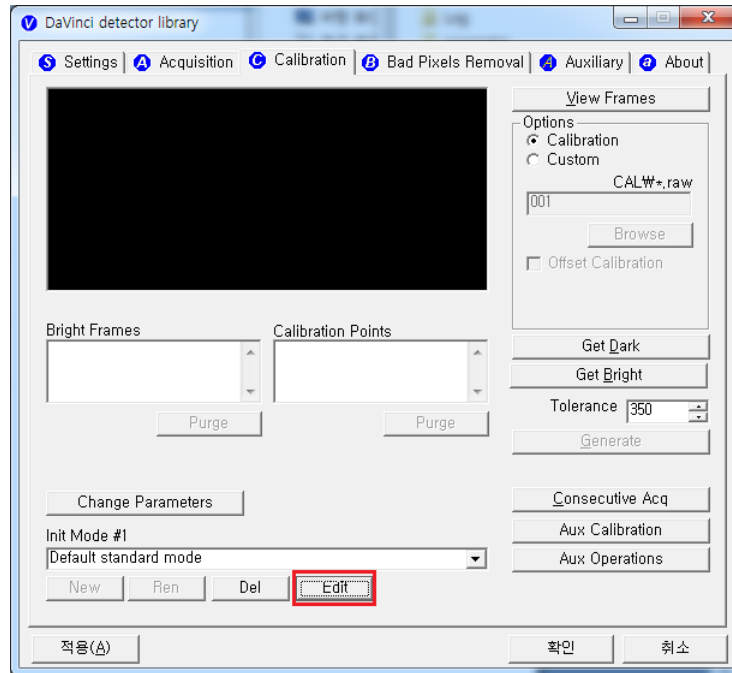 DaVinci detector library
Settings Acquisition Calibration Bad Pixels Removal Auxiliary About
View Frames
Options
Calibration
Custom
CAL₩*.raw
001
Browse
Offset Calibration
Bright Frames
Calibration Points
Purge
Purge
Get Dark
Get Bright
Tolerance 350
Generate
Change Parameters
Init Mode #1
Default standard mode
New Ren Del Edit
Consecutive Acq
Aux Calibration
Aux Operations
적용(A) 확인 취소